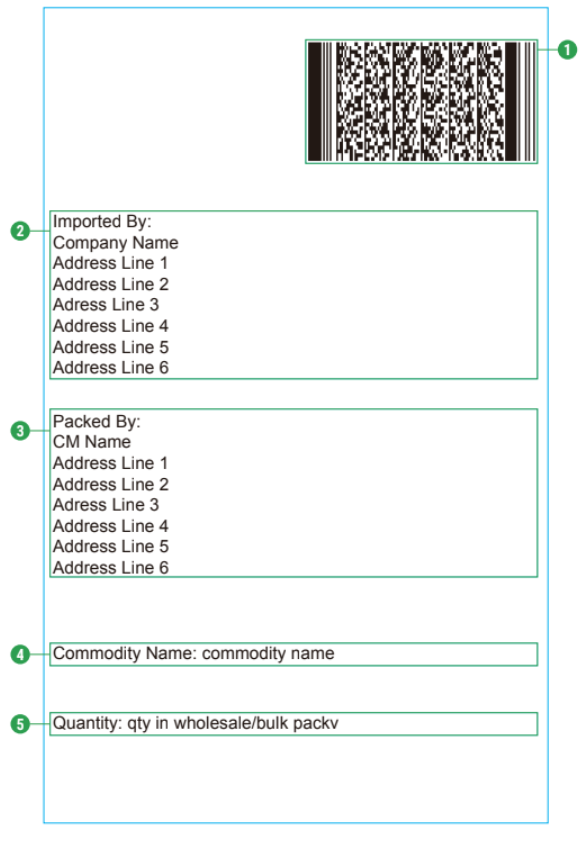 1
2
Imported By:
Company Name
Address Line 1
Address Line 2
Adress Line 3
Address Line 4
Address Line 5
Address Line 6
3
Packed By:
CM Name
Address Line 1
Address Line 2
Adress Line 3
Address Line 4
Address Line 5
Address Line 6
4
Commodity Name: commodity name
5
Quantity: qty in wholesale/bulk packv